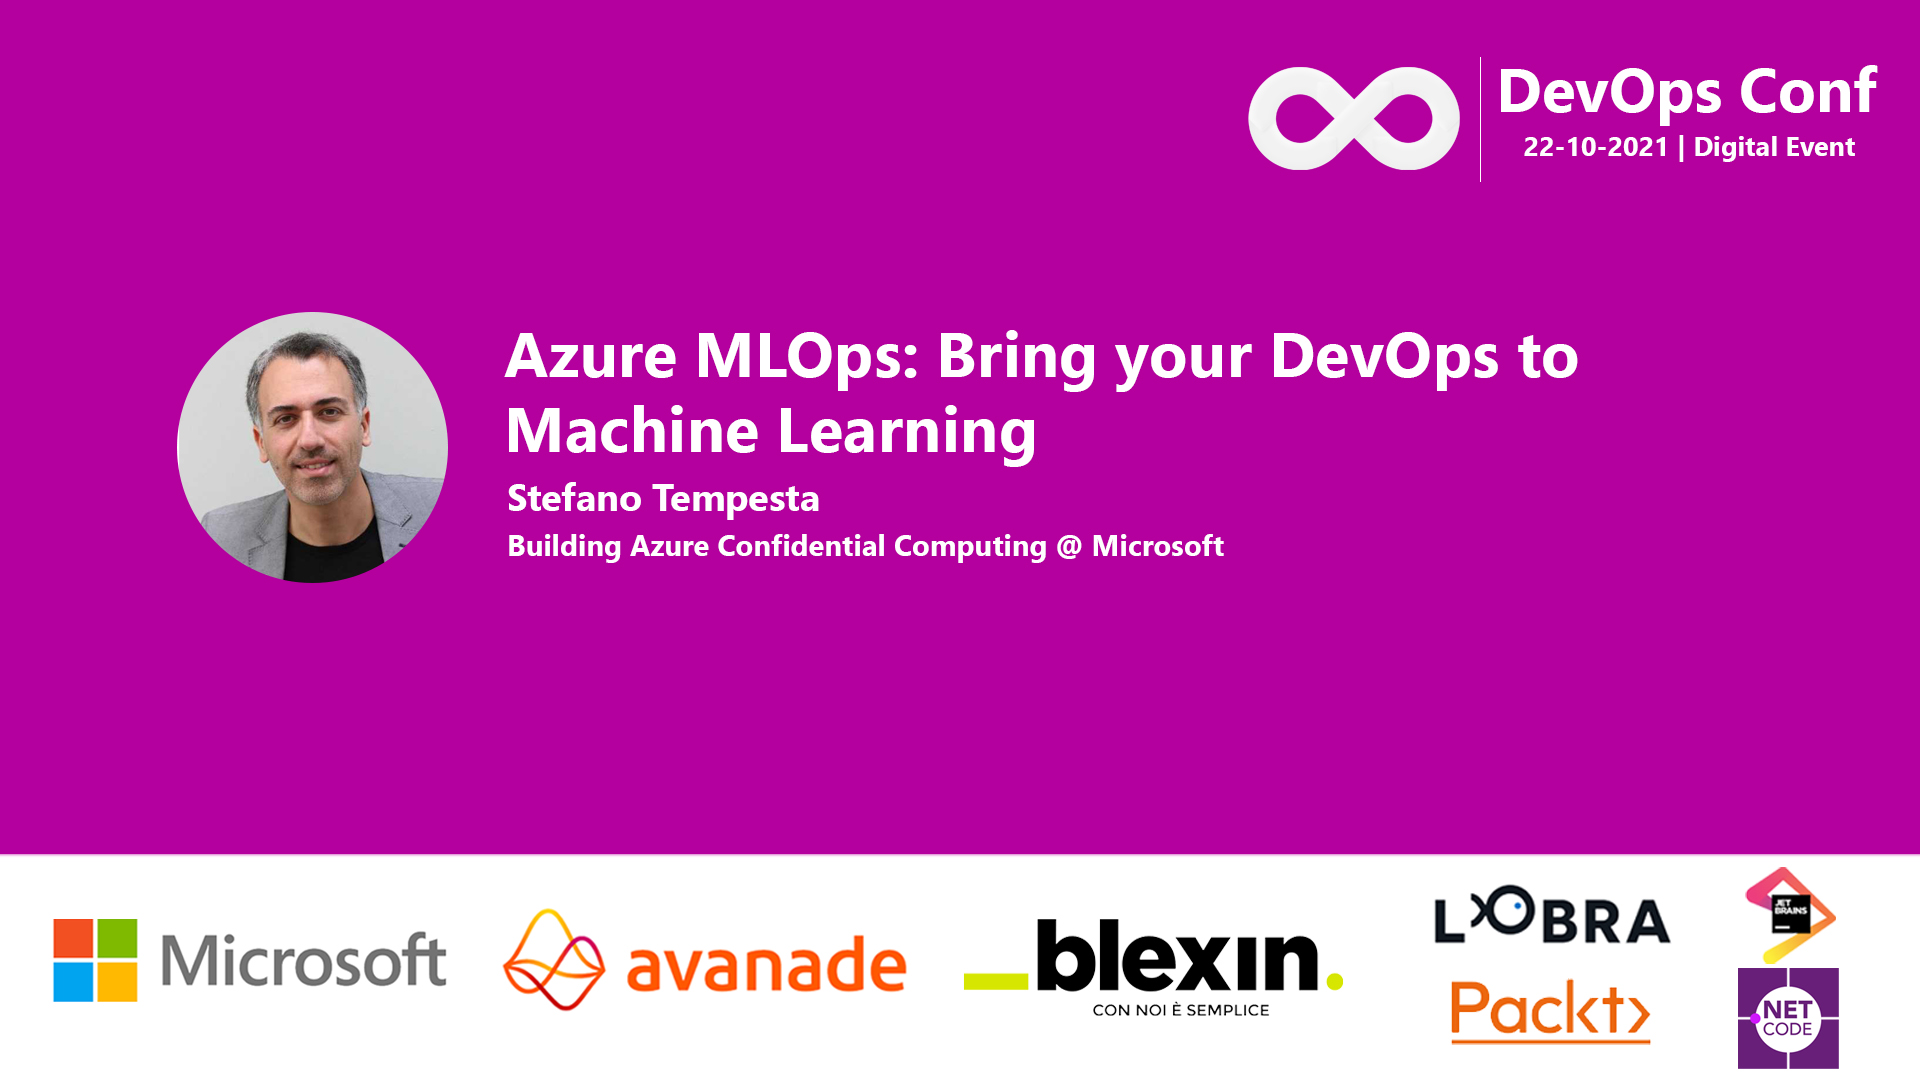 DevOps Conf
22-10-2021 | Digital Event
Azure MLOps: Bring your DevOps to
Machine Learning
Stefano Tempesta
Building Azure Confidential Computing @ Microsoft
Microsoft
avanade
blexin.
CON NOI È SEMPLICE
LOBRA
Packt>
JET
BRAINS
NET
CODE